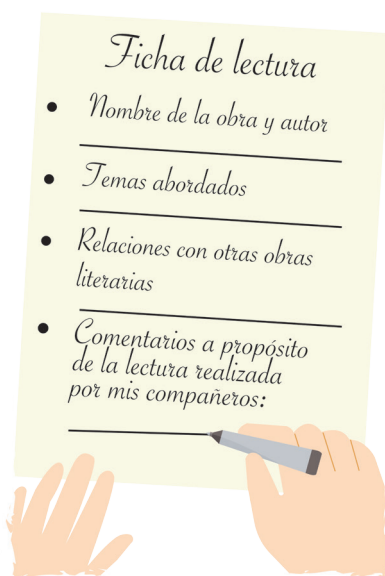 Ficha de lectura
• Nombre de la obra y autor
• Temas abordados
• Relaciones con otras obras
literarias
• Comentarios a propósito
de la lectura realizada
por mis compañeros: